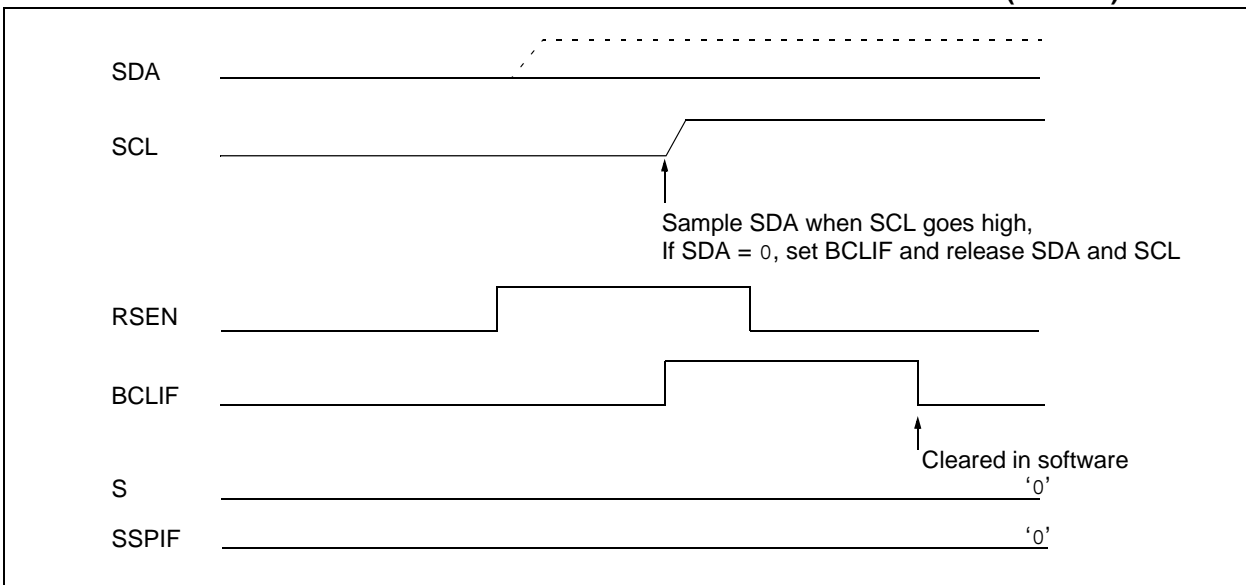 SDA
SCL
Sample SDA when SCL goes high,
If SDA = 0, set BCLIF and release SDA and SCL
RSEN
BCLIF
Cleared in software
S
‘0’
SSPIF
‘0’